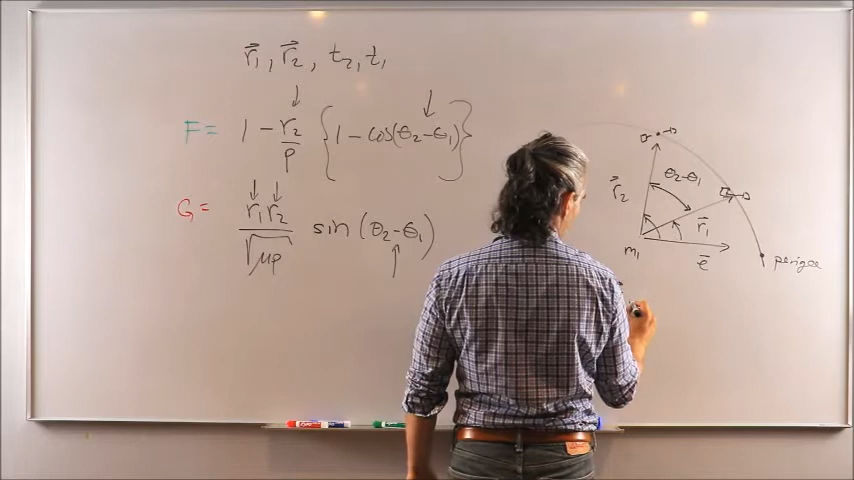 r⃗₁, r⃗₂, t₂, t₁
F = 1 − r₂/p {1 − cos(θ₂−θ₁)}
G = r₁r₂/√μp sin(θ₂−θ₁)
r⃗₂
θ₂−θ₁
r⃗₁
m₁
e⃗
perigee